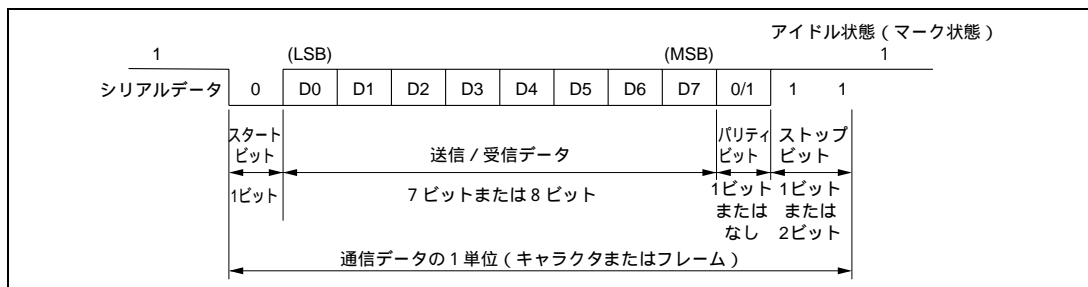 アイドル状態（マーク状態）
1 (LSB) (MSB) 1
シリアルデータ 0 D0 D1 D2 D3 D4 D5 D6 D7 0/1 1 1
スタート
ビット
送信 / 受信データ
パリティ
ビット
ストップ
ビット
1ビット
7 ビットまたは 8 ビット
1ビット
または
なし
1ビット
または
2ビット
通信データの 1 単位（キャラクタまたはフレーム）